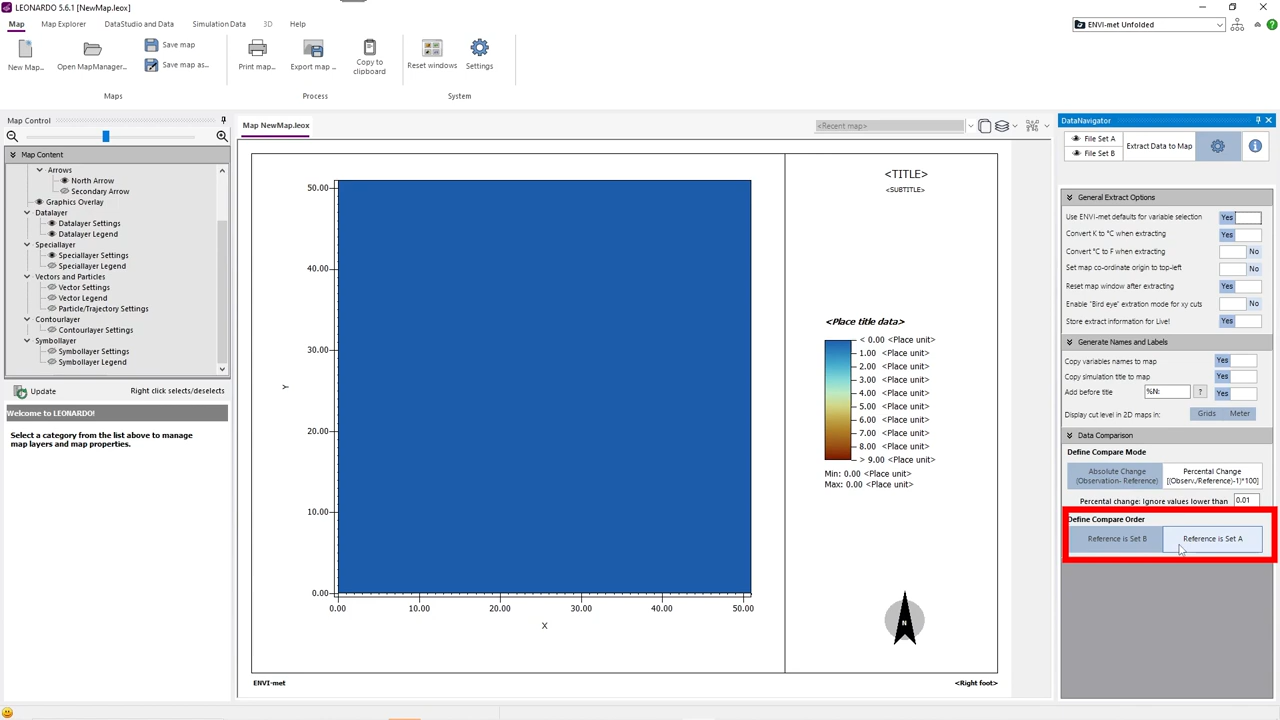 LEONARDO 5.6.1 [NewMap.leox]
Map
Map Explorer
DataStudio and Data
Simulation Data
3D
Help
ENVI-met Unfolded
New Map...
Open MapManager...
Save map
Save map as...
Print map...
Export map ...
Copy to
clipboard
Reset windows
Settings
Maps
Process
System
Map Control
Map Content
Arrows
North Arrow
Secondary Arrow
Graphics Overlay
Datalayer
Datalayer Settings
Datalayer Legend
Speciallayer
Speciallayer Settings
Speciallayer Legend
Vectors and Particles
Vector Settings
Vector Legend
Particle/Trajectory Settings
Contourlayer
Contourlayer Settings
Symbollayer
Symbollayer Settings
Symbollayer Legend
Update
Right click selects/deselects
Welcome to LEONARDO!
Select a category from the list above to manage
map layers and map properties.
Map NewMap.leox
<Recent map>
50.00
40.00
30.00
20.00
10.00
0.00
Y
0.00 10.00 20.00 30.00 40.00 50.00
X
<TITLE>
<SUBTITLE>
<Place title data>
< 0.00 <Place unit>
1.00 <Place unit>
2.00 <Place unit>
3.00 <Place unit>
4.00 <Place unit>
5.00 <Place unit>
6.00 <Place unit>
7.00 <Place unit>
8.00 <Place unit>
> 9.00 <Place unit>
Min: 0.00 <Place unit>
Max: 0.00 <Place unit>
N
ENVI-met
<Right foot>
DataNavigator
File Set A
File Set B
Extract Data to Map
General Extract Options
Use ENVI-met defaults for variable selection Yes
Convert K to °C when extracting Yes
Convert °C to F when extracting No
Set map co-ordinate origin to top-left No
Reset map window after extracting Yes
Enable "Bird eye" extration mode for xy cuts No
Store extract information for Live! Yes
Generate Names and Labels
Copy variables names to map Yes
Copy simulation title to map Yes
Add before title %N: ? Yes
Display cut level in 2D maps in: Grids Meter
Data Comparison
Define Compare Mode
Absolute Change
(Observation- Reference)
Percental Change
[(Observ./Reference)-1)*100]
Percental change: Ignore values lower than 0.01
Define Compare Order
Reference is Set B
Reference is Set A